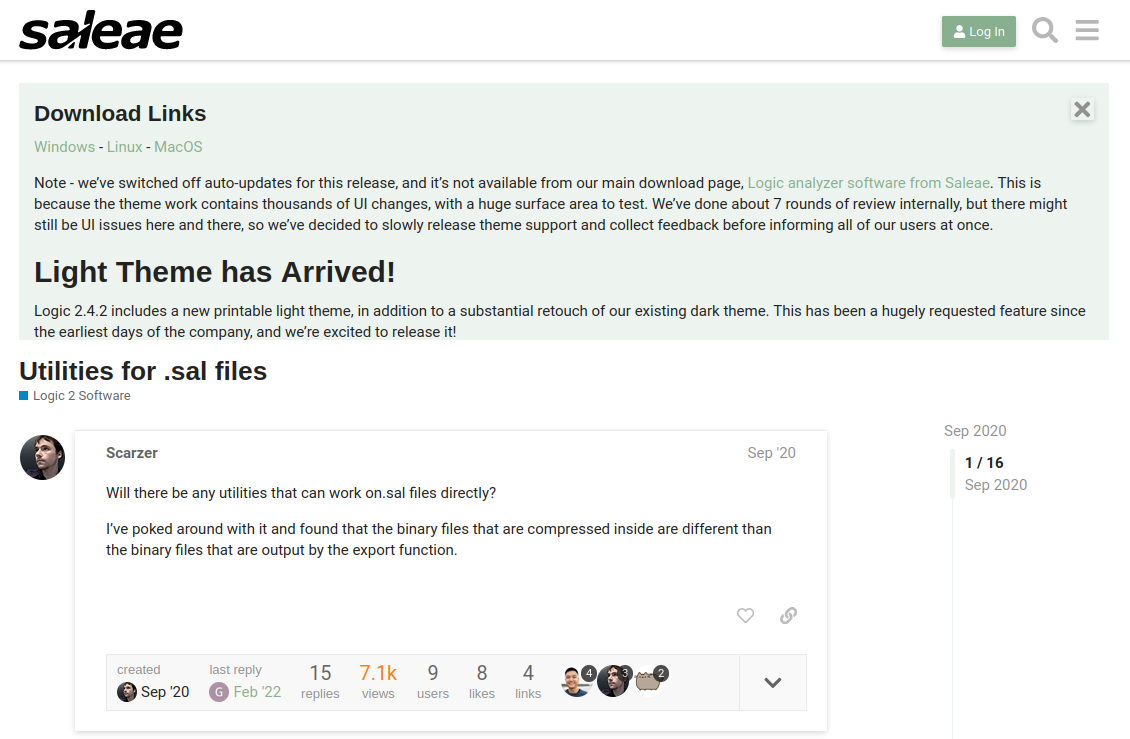 saleae
Log In
Download Links
Windows - Linux - MacOS
Note - we've switched off auto-updates for this release, and it's not available from our main download page, Logic analyzer software from Saleae. This is
because the theme work contains thousands of UI changes, with a huge surface area to test. We've done about 7 rounds of review internally, but there might
still be UI issues here and there, so we've decided to slowly release theme support and collect feedback before informing all of our users at once.
Light Theme has Arrived!
Logic 2.4.2 includes a new printable light theme, in addition to a substantial retouch of our existing dark theme. This has been a hugely requested feature since
the earliest days of the company, and we're excited to release it!
Utilities for .sal files
Logic 2 Software
Scarzer
Sep '20
Will there be any utilities that can work on.sal files directly?
I've poked around with it and found that the binary files that are compressed inside are different than
the binary files that are output by the export function.
created
Sep '20
last reply
G Feb '22
15
replies
7.1k
views
9
users
8
likes
4
links
4
3
2
Sep 2020
1 / 16
Sep 2020